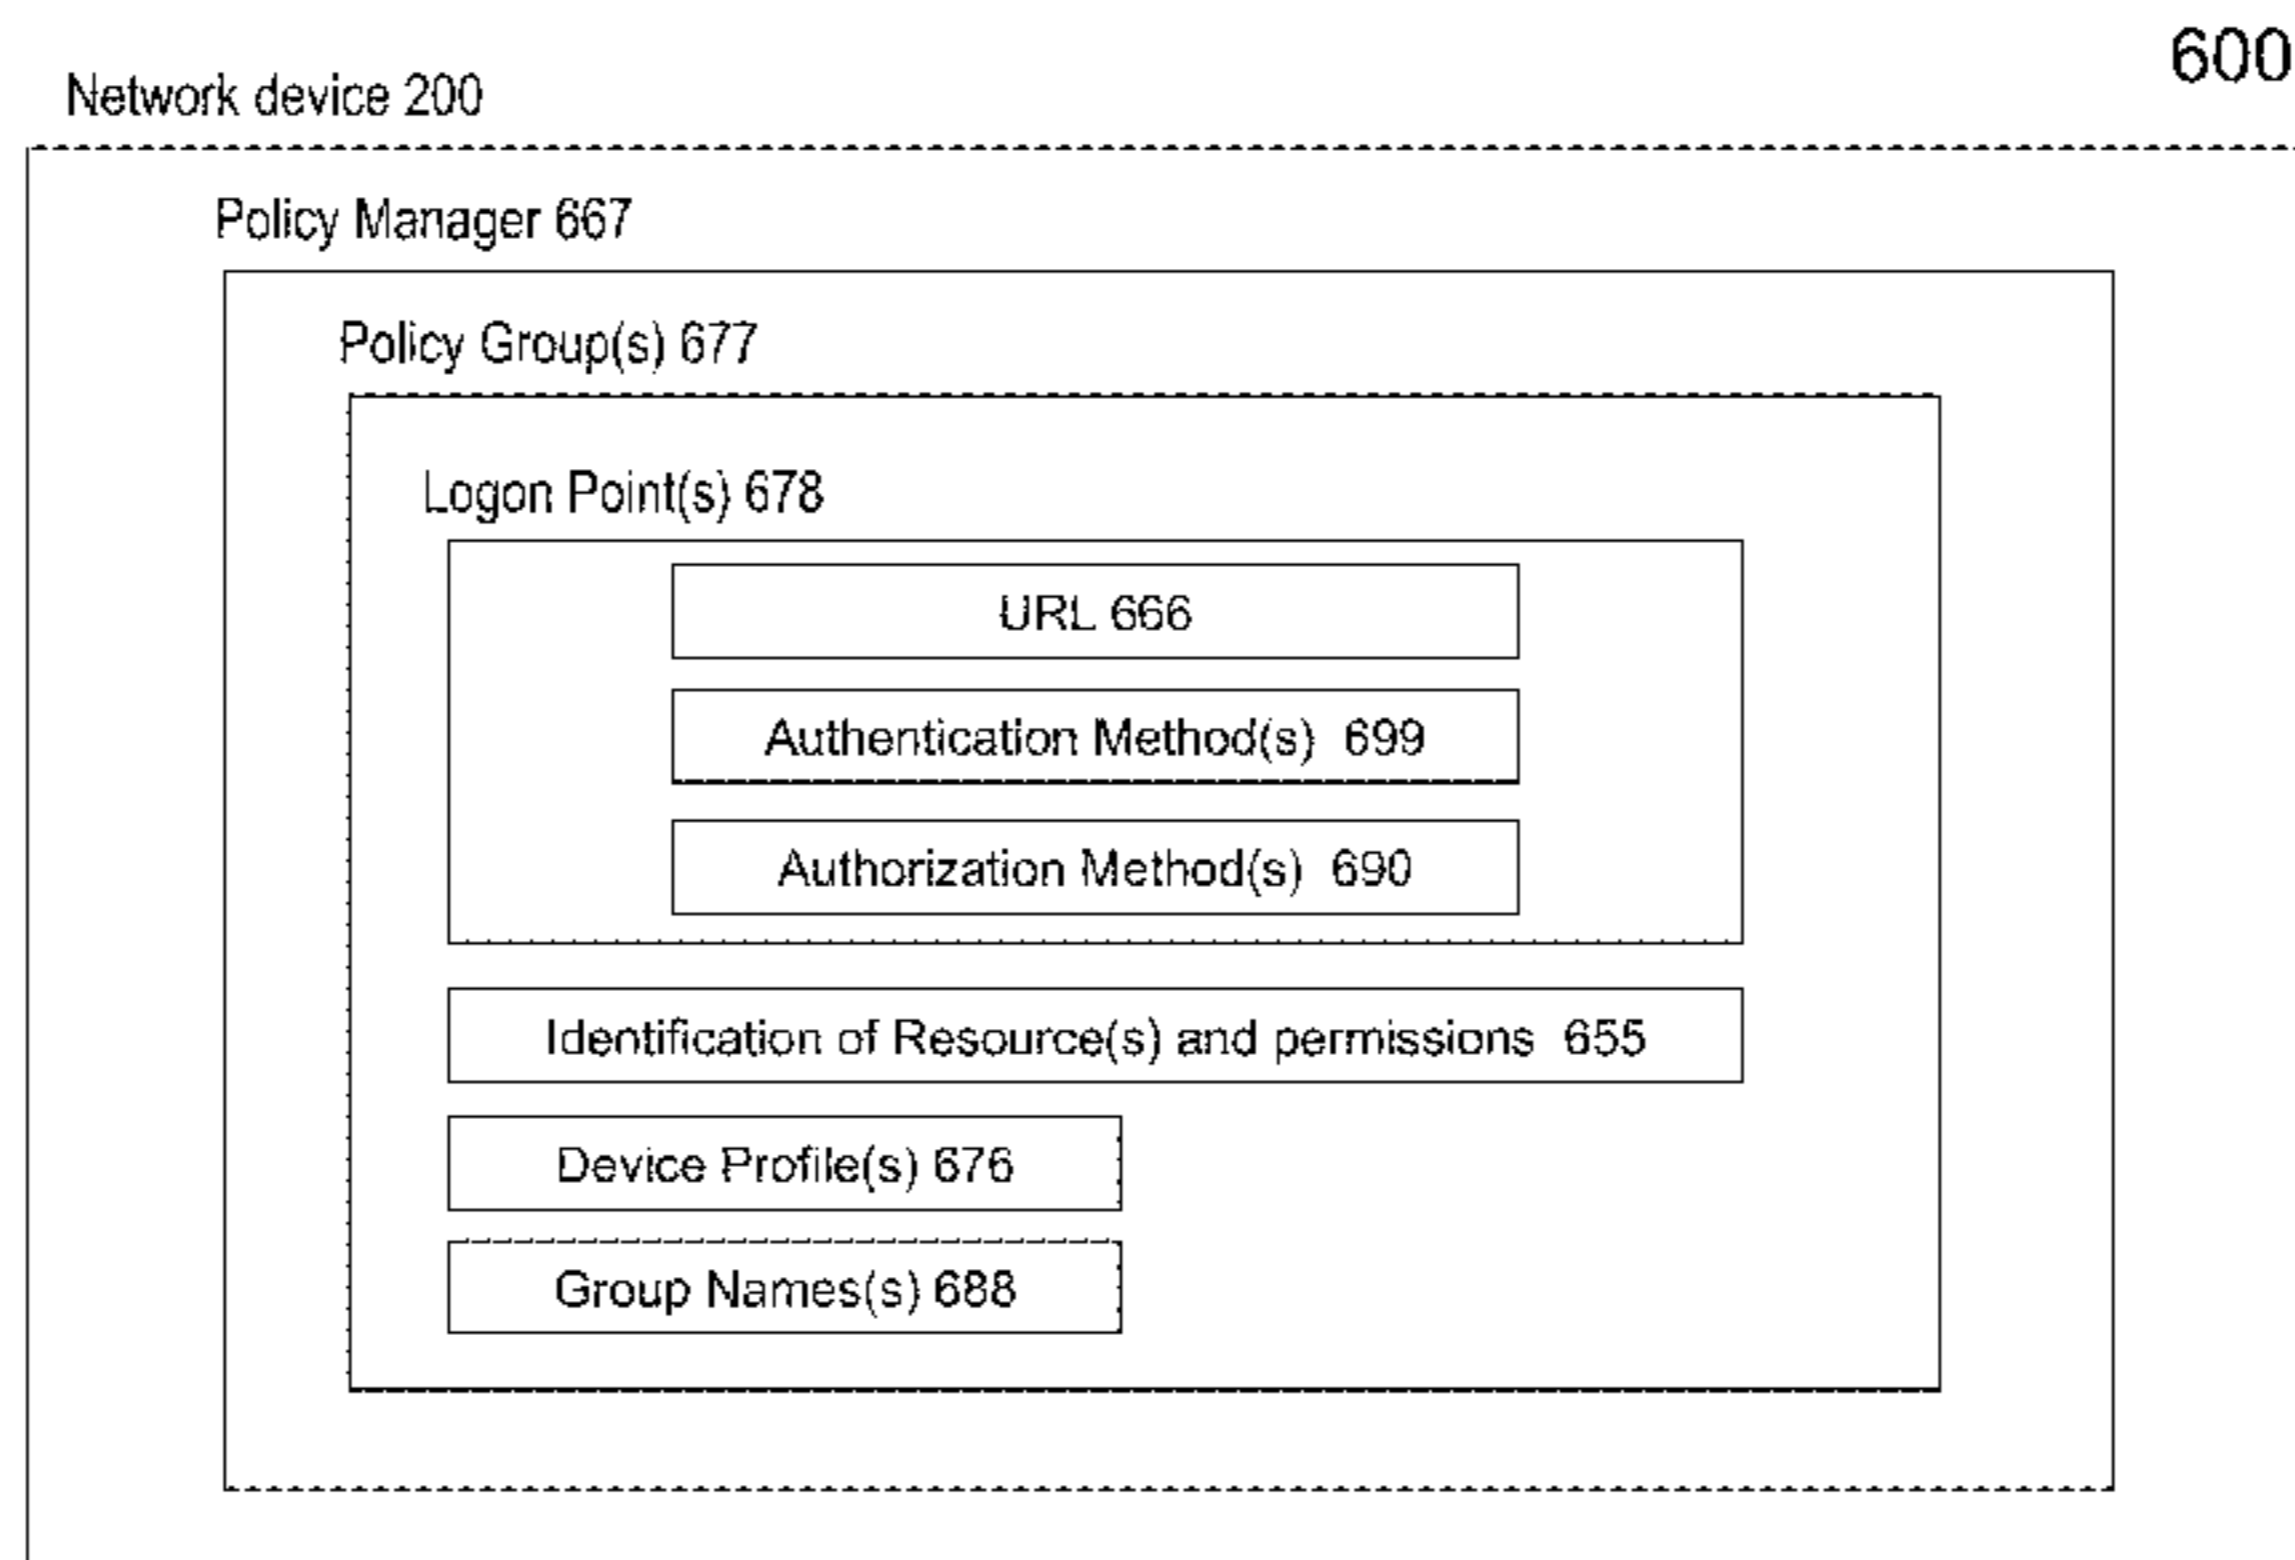 600
Network device 200
Policy Manager 667
Policy Group(s) 677
Logon Point(s) 678
URL 666
Authentication Method(s) 699
Authorization Method(s) 690
Identification of Resource(s) and permissions 655
Device Profile(s) 676
Group Names(s) 688